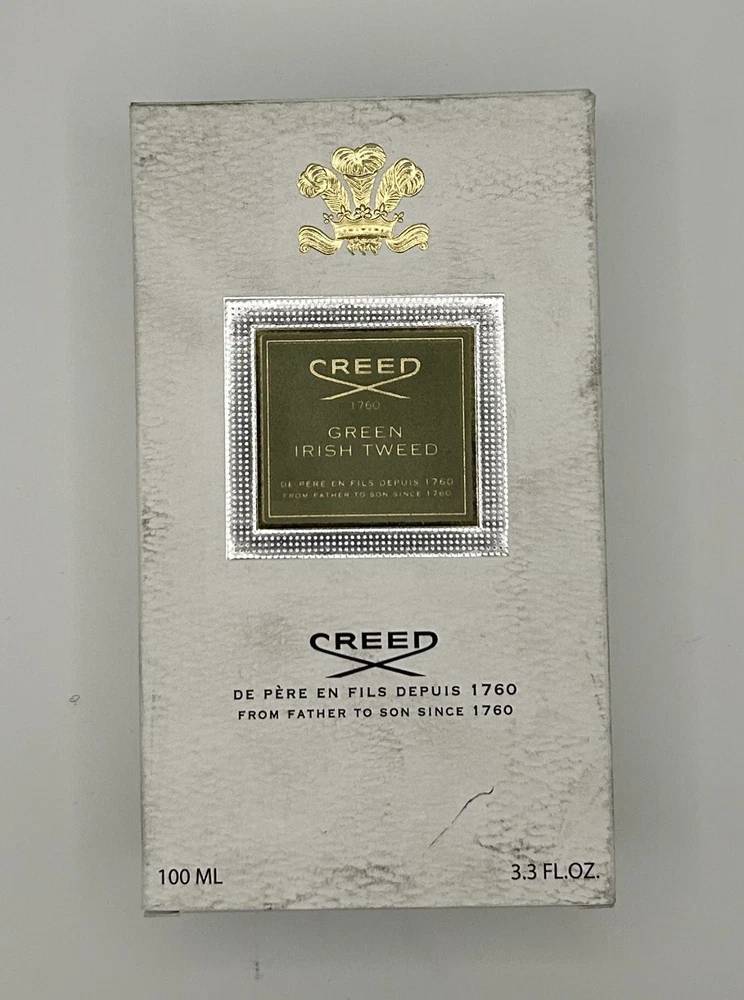 CREED
1760
GREEN
IRISH TWEED
DE PÈRE EN FILS DEPUIS 1760
FROM FATHER TO SON SINCE 1760
CREED
DE PÈRE EN FILS DEPUIS 1760
FROM FATHER TO SON SINCE 1760
100 ML
3.3 FL.OZ.